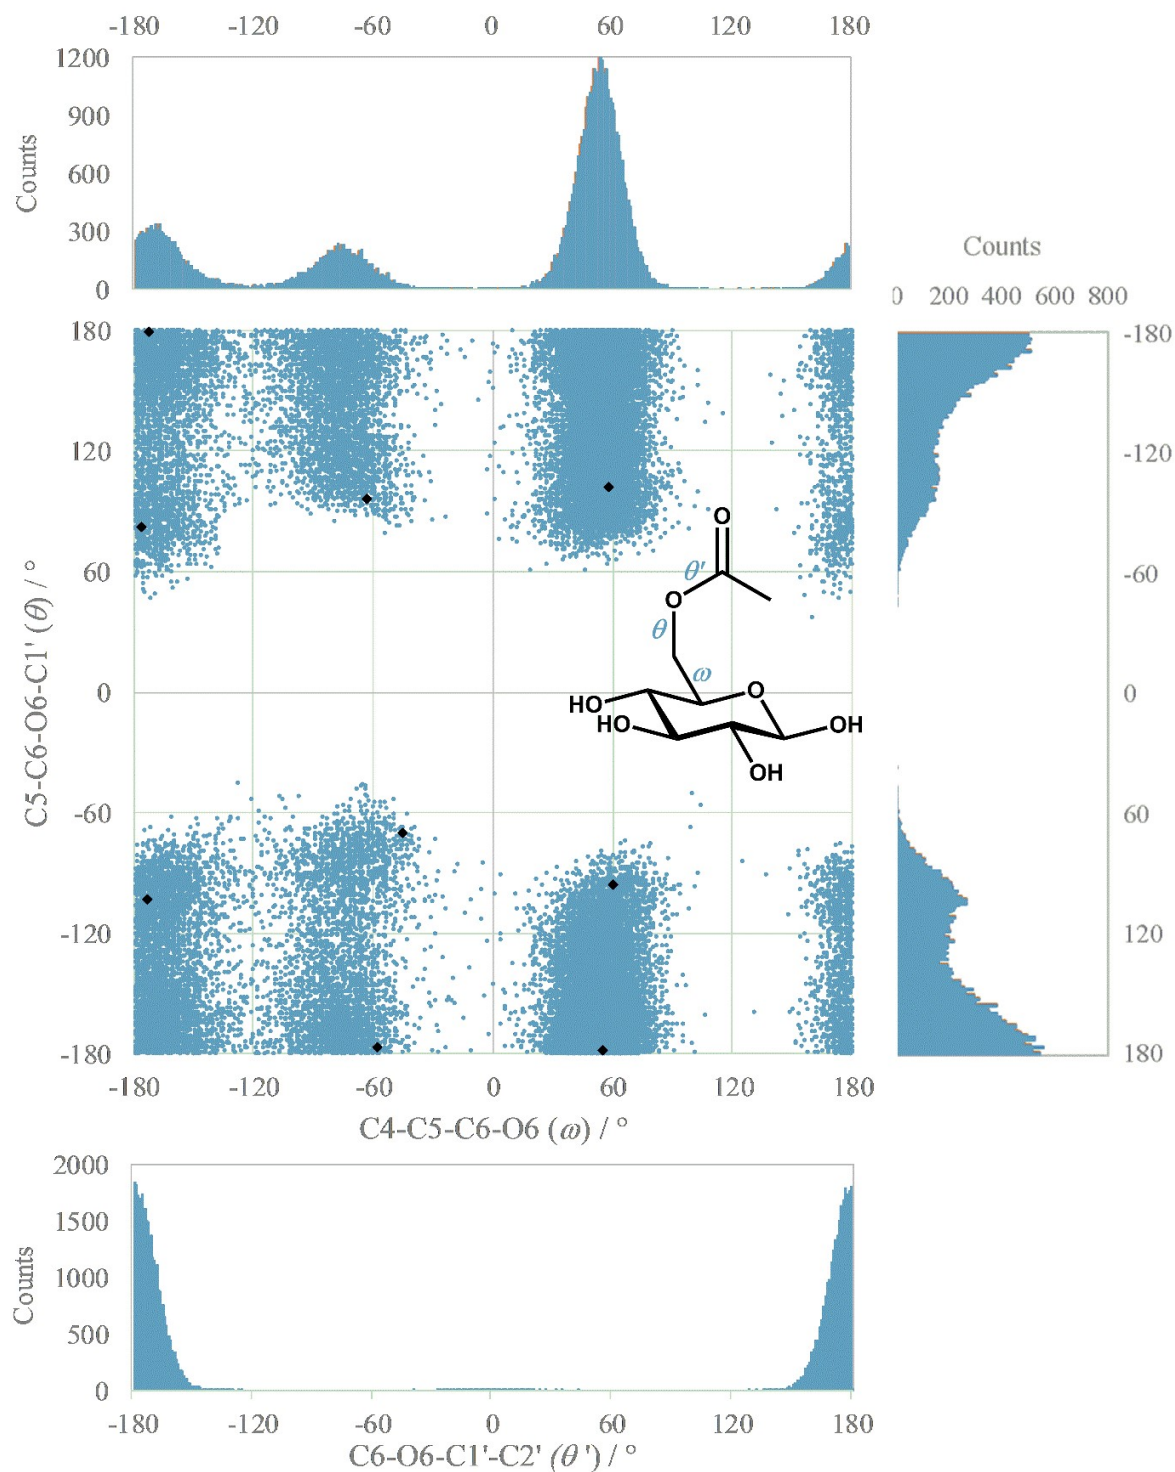 -180 -120 -60 0 60 120 180
1200
900
600
300
0
Counts
Counts
0 200 400 600 800
180
120
60
0
-60
-120
-180
C5-C6-O6-C1' (θ) / °
-180
-120
-60
0
60
120
180
O
θ'
O
θ
ω
O
HO
HO
OH
OH
-180 -120 -60 0 60 120 180
C4-C5-C6-O6 (ω) / °
2000
1500
1000
500
0
Counts
-180 -120 -60 0 60 120 180
C6-O6-C1'-C2' (θ ') / °